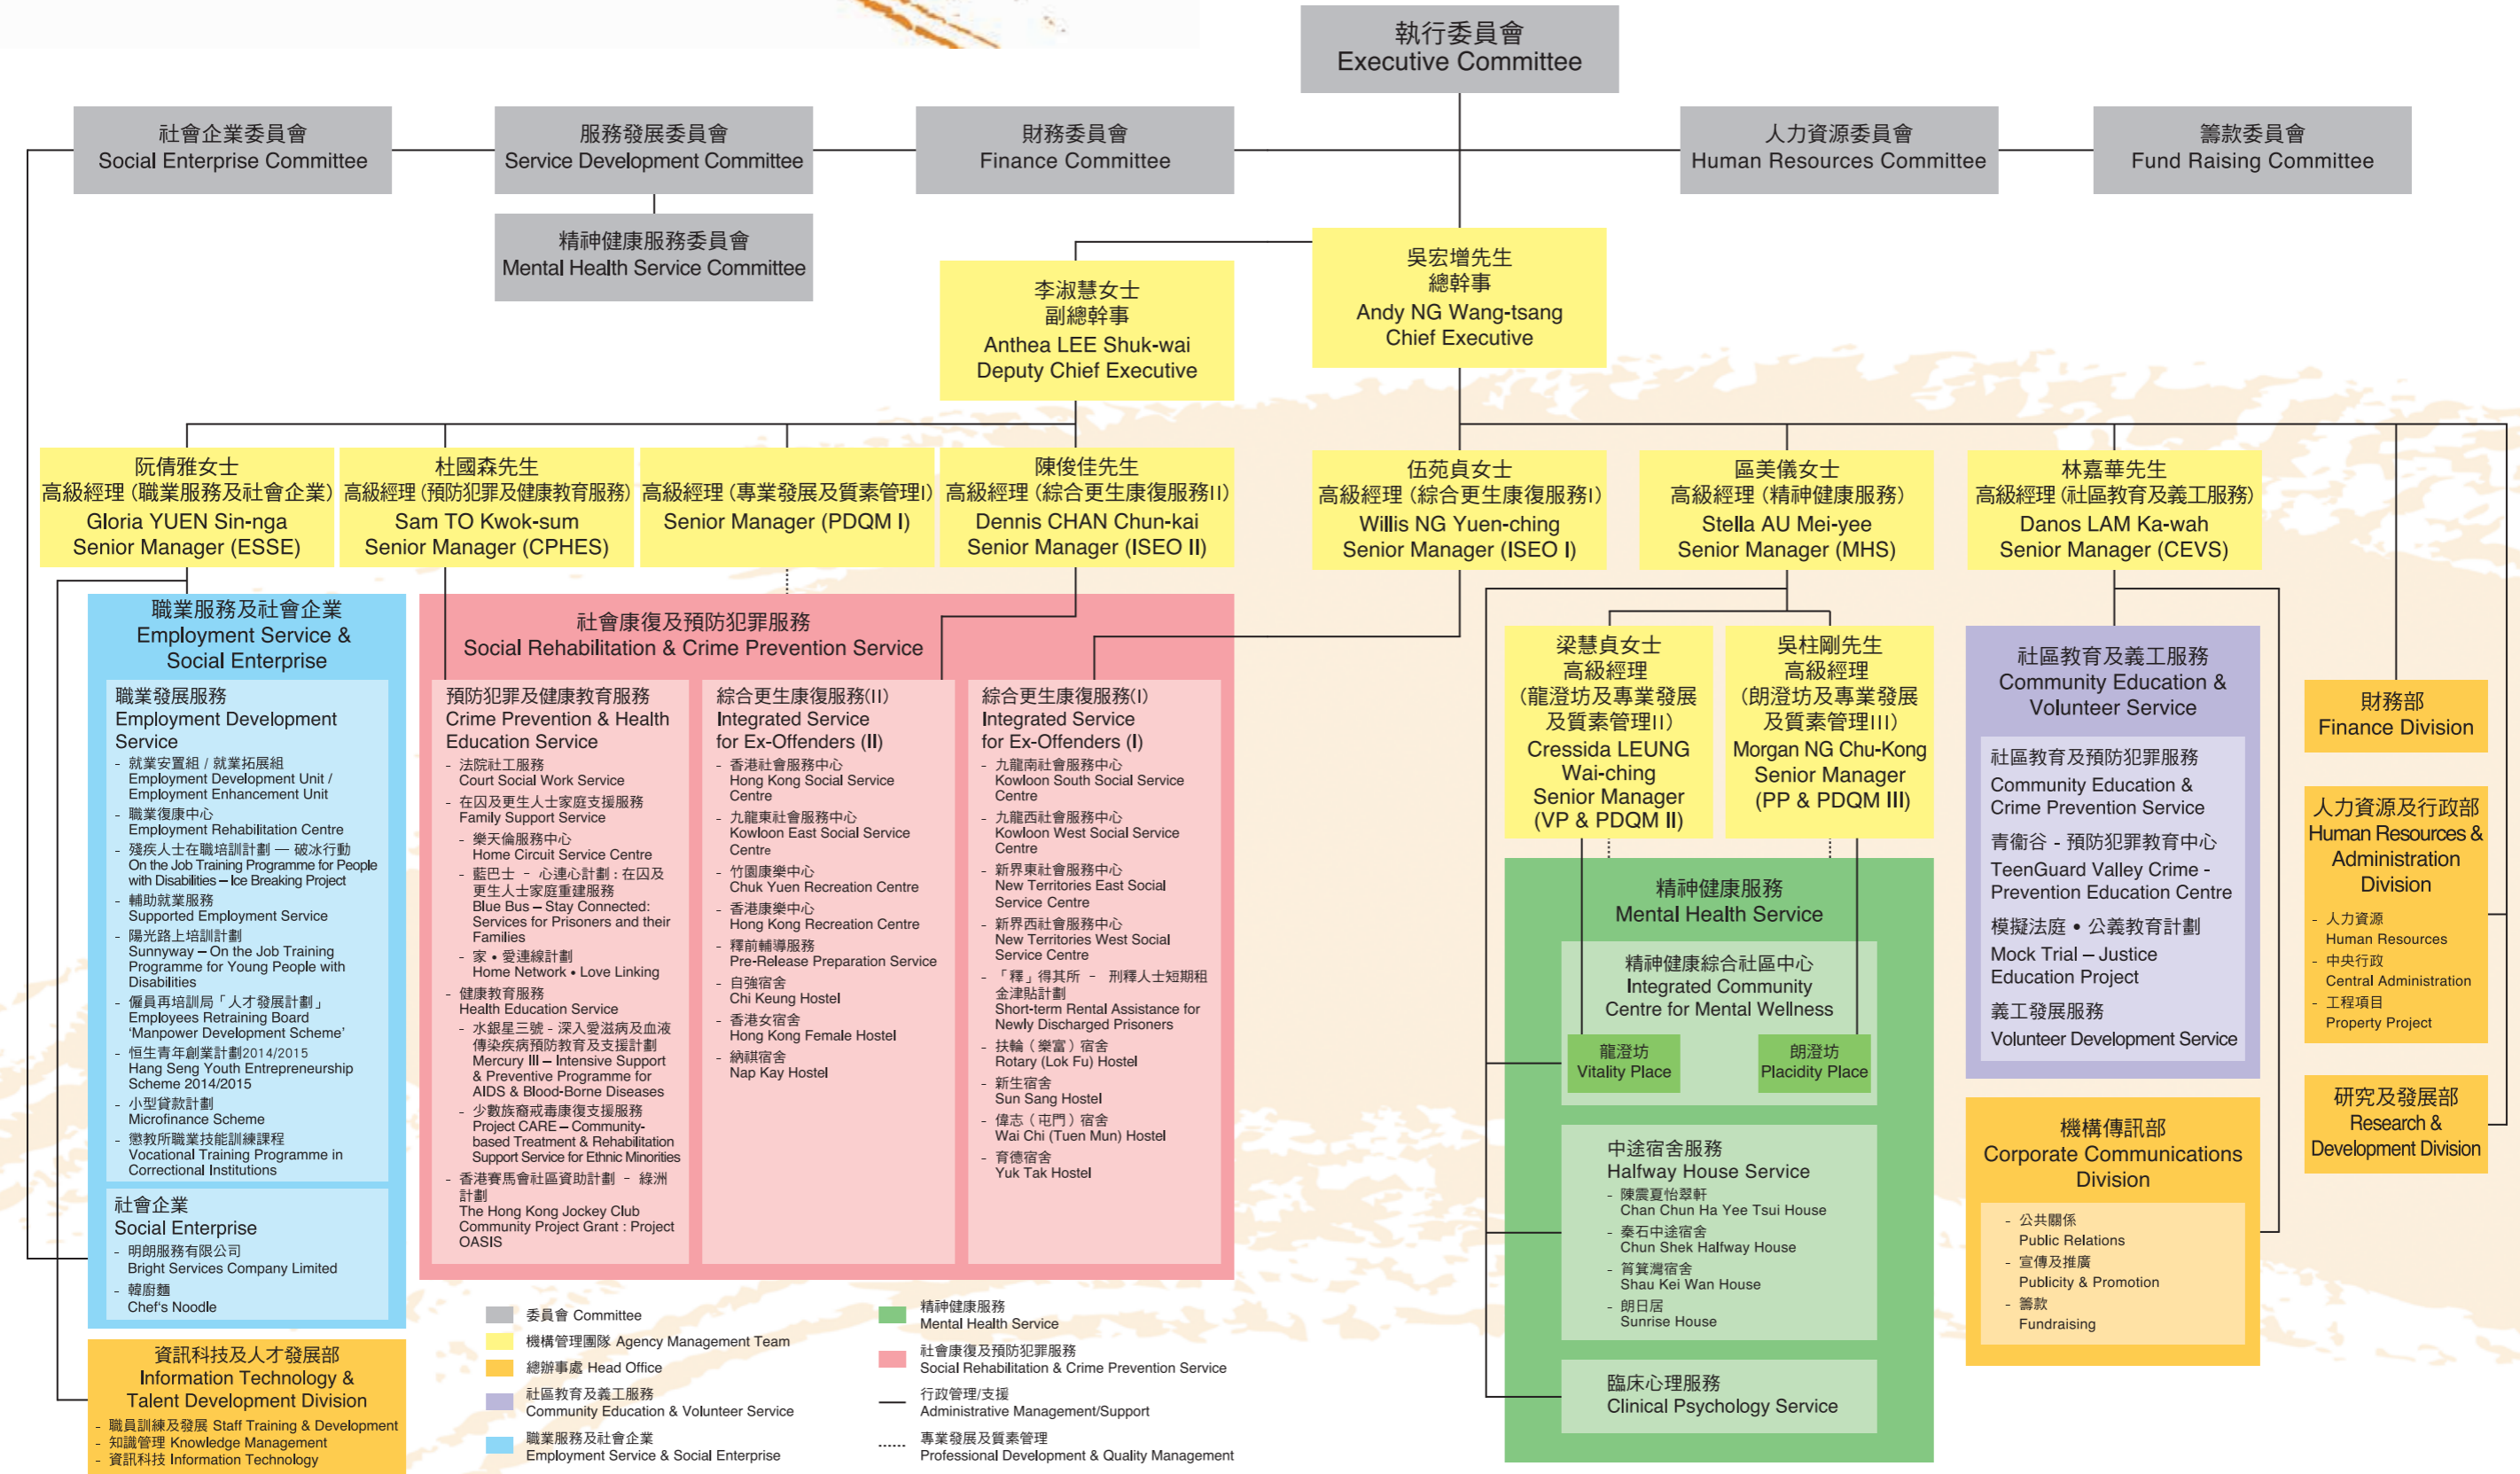 執行委員會
Executive Committee
社會企業委員會
Social Enterprise Committee
服務發展委員會
Service Development Committee
財務委員會
Finance Committee
人力資源委員會
Human Resources Committee
籌款委員會
Fund Raising Committee
精神健康服務委員會
Mental Health Service Committee
李淑慧女士
副總幹事
Anthea LEE Shuk-wai
Deputy Chief Executive
吳宏增先生
總幹事
Andy NG Wang-tsang
Chief Executive
阮倩雅女士
高級經理（職業服務及社會企業）
Gloria YUEN Sin-nga
Senior Manager (ESSE)
杜國森先生
高級經理（預防犯罪及健康教育服務）
Sam TO Kwok-sum
Senior Manager (CPHES)
高級經理（專業發展及質素管理I）
Senior Manager (PDQM I)
陳俊佳先生
高級經理（綜合更生康復服務II）
Dennis CHAN Chun-kai
Senior Manager (ISEO II)
伍苑貞女士
高級經理（綜合更生康復服務I）
Willis NG Yuen-ching
Senior Manager (ISEO I)
區美儀女士
高級經理（精神健康服務）
Stella AU Mei-yee
Senior Manager (MHS)
林嘉華先生
高級經理（社區教育及義工服務）
Danos LAM Ka-wah
Senior Manager (CEVS)
職業服務及社會企業
Employment Service &
Social Enterprise
職業發展服務
Employment Development
Service
- 就業安置組 / 就業拓展組
Employment Development Unit /
Employment Enhancement Unit
- 職業復康中心
Employment Rehabilitation Centre
- 殘疾人士在職培訓計劃 — 破冰行動
On the Job Training Programme for People
with Disabilities – Ice Breaking Project
- 輔助就業服務
Supported Employment Service
- 陽光路上培訓計劃
Sunnyway – On the Job Training
Programme for Young People with
Disabilities
- 僱員再培訓局「人才發展計劃」
Employees Retraining Board
‘Manpower Development Scheme’
- 恒生青年創業計劃2014/2015
Hang Seng Youth Entrepreneurship
Scheme 2014/2015
- 小型貸款計劃
Microfinance Scheme
- 懲教所職業技能訓練課程
Vocational Training Programme in
Correctional Institutions
社會企業
Social Enterprise
- 明朗服務有限公司
Bright Services Company Limited
- 韓廚麵
Chef's Noodle
資訊科技及人才發展部
Information Technology &
Talent Development Division
- 職員訓練及發展 Staff Training & Development
- 知識管理 Knowledge Management
- 資訊科技 Information Technology
社會康復及預防犯罪服務
Social Rehabilitation & Crime Prevention Service
預防犯罪及健康教育服務
Crime Prevention & Health
Education Service
- 法院社工服務
Court Social Work Service
- 在囚及更生人士家庭支援服務
Family Support Service
- 樂天倫服務中心
Home Circuit Service Centre
- 藍巴士 – 心連心計劃 : 在囚及
更生人士家庭重建服務
Blue Bus – Stay Connected:
Services for Prisoners and their
Families
- 家 • 愛連線計劃
Home Network • Love Linking
- 健康教育服務
Health Education Service
- 水銀星三號 - 深入愛滋病及血液
傳染疾病預防教育及支援計劃
Mercury III – Intensive Support
& Preventive Programme for
AIDS & Blood-Borne Diseases
- 少數族裔戒毒康復支援服務
Project CARE – Community-
based Treatment & Rehabilitation
Support Service for Ethnic Minorities
- 香港賽馬會社區資助計劃 – 綠洲
計劃
The Hong Kong Jockey Club
Community Project Grant : Project
OASIS
綜合更生康復服務(II)
Integrated Service
for Ex-Offenders (II)
- 香港社會服務中心
Hong Kong Social Service
Centre
- 九龍東社會服務中心
Kowloon East Social Service
Centre
- 竹園康樂中心
Chuk Yuen Recreation Centre
- 香港康樂中心
Hong Kong Recreation Centre
- 釋前輔導服務
Pre-Release Preparation Service
- 自強宿舍
Chi Keung Hostel
- 香港女宿舍
Hong Kong Female Hostel
- 納祺宿舍
Nap Kay Hostel
綜合更生康復服務(I)
Integrated Service
for Ex-Offenders (I)
- 九龍南社會服務中心
Kowloon South Social Service
Centre
- 九龍西社會服務中心
Kowloon West Social Service
Centre
- 新界東社會服務中心
New Territories East Social
Service Centre
- 新界西社會服務中心
New Territories West Social
Service Centre
- 「釋」得其所 – 刑釋人士短期租
金津貼計劃
Short-term Rental Assistance for
Newly Discharged Prisoners
- 扶輪（樂富）宿舍
Rotary (Lok Fu) Hostel
- 新生宿舍
Sun Sang Hostel
- 偉志（屯門）宿舍
Wai Chi (Tuen Mun) Hostel
- 育德宿舍
Yuk Tak Hostel
梁慧貞女士
高級經理
（龍澄坊及專業發展
及質素管理II）
Cressida LEUNG
Wai-ching
Senior Manager
(VP & PDQM II)
吳柱剛先生
高級經理
（朗澄坊及專業發展
及質素管理III）
Morgan NG Chu-Kong
Senior Manager
(PP & PDQM III)
精神健康服務
Mental Health Service
精神健康綜合社區中心
Integrated Community
Centre for Mental Wellness
龍澄坊
Vitality Place
朗澄坊
Placidity Place
中途宿舍服務
Halfway House Service
- 陳震夏怡翠軒
Chan Chun Ha Yee Tsui House
- 秦石中途宿舍
Chun Shek Halfway House
- 筲箕灣宿舍
Shau Kei Wan House
- 朗日居
Sunrise House
臨床心理服務
Clinical Psychology Service
社區教育及義工服務
Community Education &
Volunteer Service
社區教育及預防犯罪服務
Community Education &
Crime Prevention Service
青衞谷 - 預防犯罪教育中心
TeenGuard Valley Crime -
Prevention Education Centre
模擬法庭 • 公義教育計劃
Mock Trial – Justice
Education Project
義工發展服務
Volunteer Development Service
機構傳訊部
Corporate Communications
Division
- 公共關係
Public Relations
- 宣傳及推廣
Publicity & Promotion
- 籌款
Fundraising
財務部
Finance Division
人力資源及行政部
Human Resources &
Administration
Division
- 人力資源
Human Resources
- 中央行政
Central Administration
- 工程項目
Property Project
研究及發展部
Research &
Development Division
委員會 Committee
機構管理團隊 Agency Management Team
總辦事處 Head Office
社區教育及義工服務
Community Education & Volunteer Service
職業服務及社會企業
Employment Service & Social Enterprise
精神健康服務
Mental Health Service
社會康復及預防犯罪服務
Social Rehabilitation & Crime Prevention Service
行政管理/支援
Administrative Management/Support
專業發展及質素管理
Professional Development & Quality Management